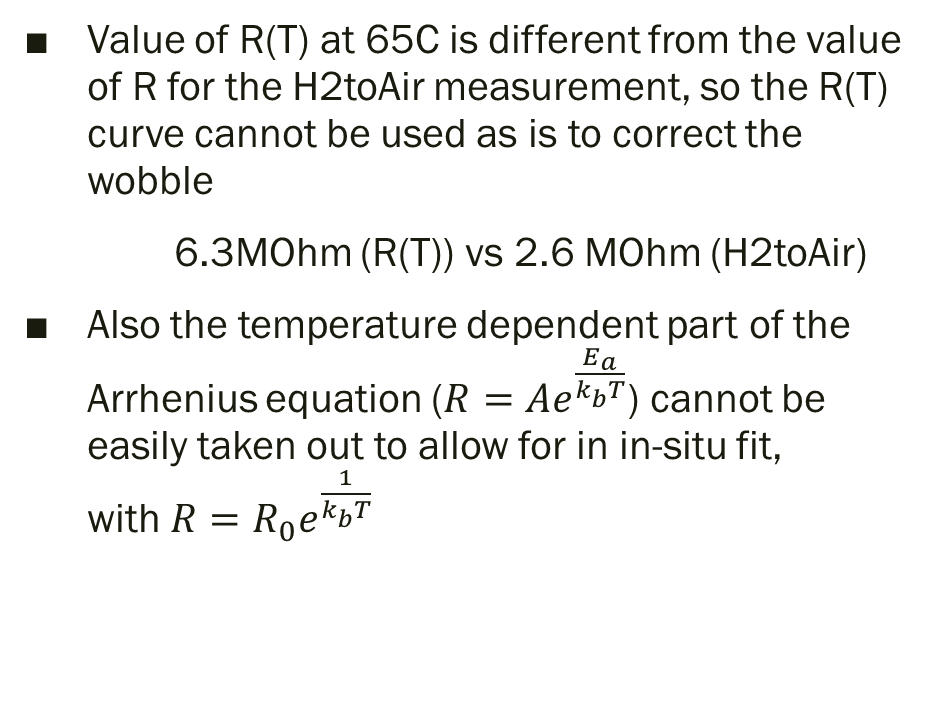 ■ Value of R(T) at 65C is different from the value
of R for the H2toAir measurement, so the R(T)
curve cannot be used as is to correct the
wobble
6.3MOhm (R(T)) vs 2.6 MOhm (H2toAir)
■ Also the temperature dependent part of the
Arrhenius equation ($R = Ae^{\frac{E_a}{k_bT}}$) cannot be
easily taken out to allow for in in-situ fit,
with $R = R_0e^{\frac{1}{k_bT}}$